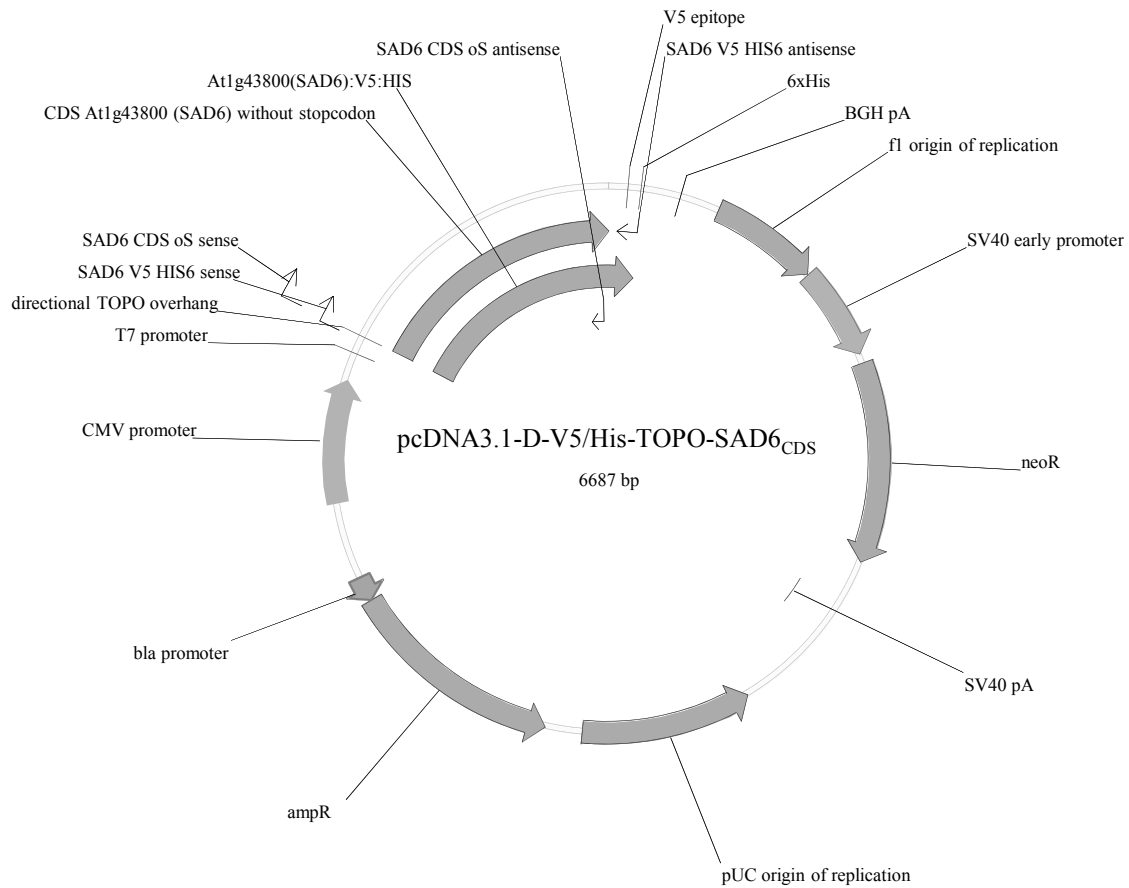 V5 epitope
SAD6 CDS oS antisense
SAD6 V5 HIS6 antisense
At1g43800(SAD6):V5:HIS
6xHis
CDS At1g43800 (SAD6) without stopcodon
BGH pA
f1 origin of replication
SAD6 CDS oS sense
SV40 early promoter
SAD6 V5 HIS6 sense
directional TOPO overhang
T7 promoter
CMV promoter
pcDNA3.1-D-V5/His-TOPO-SAD6CDS
neoR
6687 bp
bla promoter
SV40 pA
ampR
pUC origin of replication